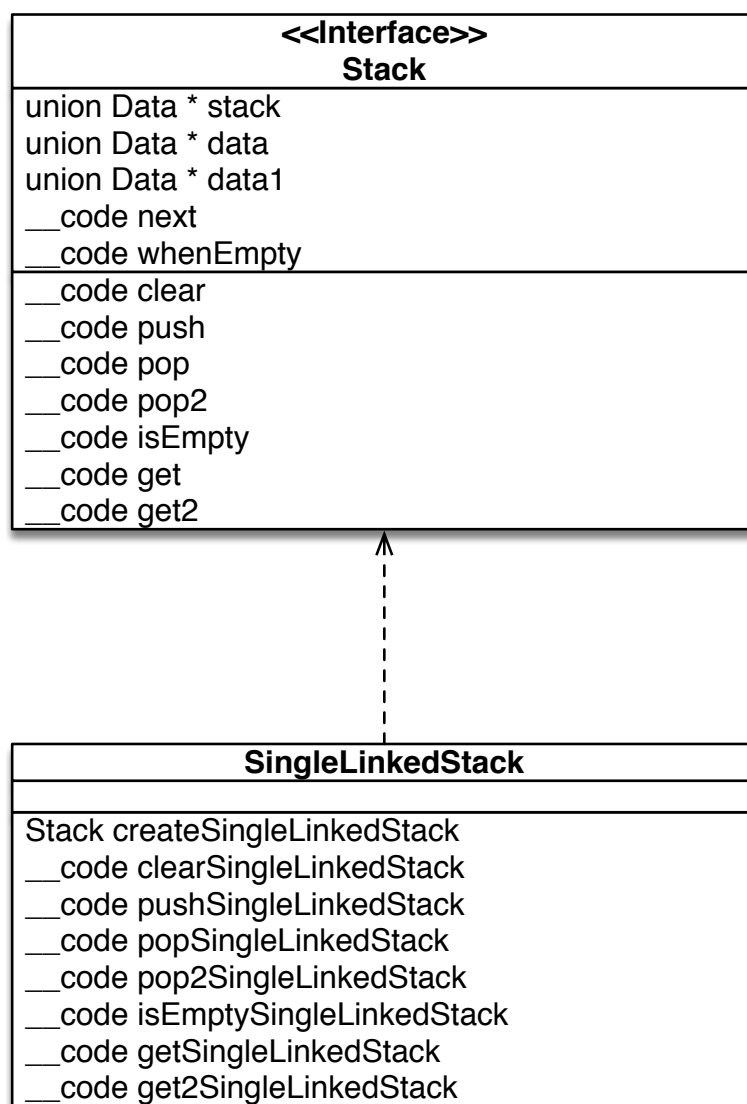 <<Interface>>
Stack
union Data * stack
union Data * data
union Data * data1
__code next
__code whenEmpty
__code clear
__code push
__code pop
__code pop2
__code isEmpty
__code get
__code get2
SingleLinkedStack
Stack createSingleLinkedStack
__code clearSingleLinkedStack
__code pushSingleLinkedStack
__code popSingleLinkedStack
__code pop2SingleLinkedStack
__code isEmptySingleLinkedStack
__code getSingleLinkedStack
__code get2SingleLinkedStack